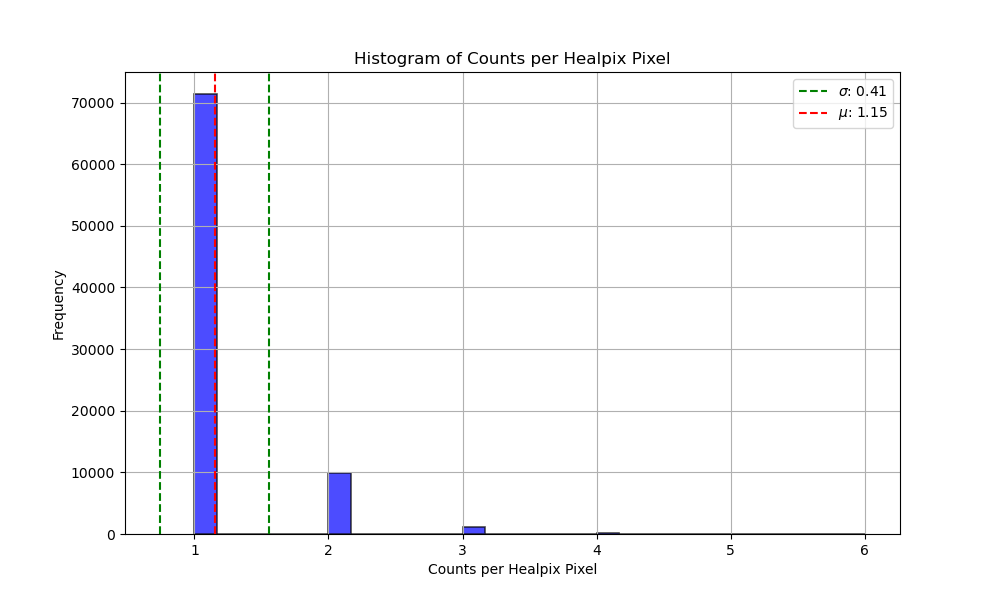 Histogram of Counts per Healpix Pixel
σ: 0.41
μ: 1.15
70000
60000
50000
40000
30000
20000
10000
0
Frequency
1 2 3 4 5 6
Counts per Healpix Pixel